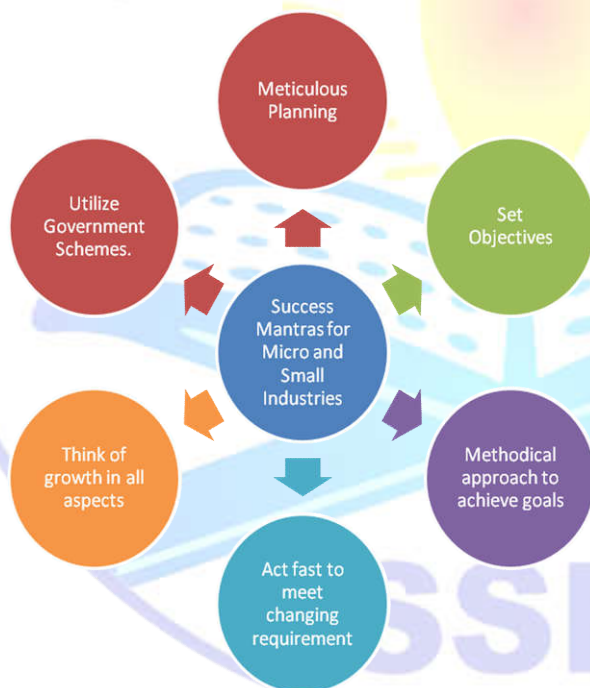 Meticulous
Planning
Utilize
Government
Schemes.
Set
Objectives
Success
Mantras for
Micro and
Small
Industries
Think of
growth in all
aspects
Methodical
approach to
achieve goals
Act fast to
meet
changing
requirement